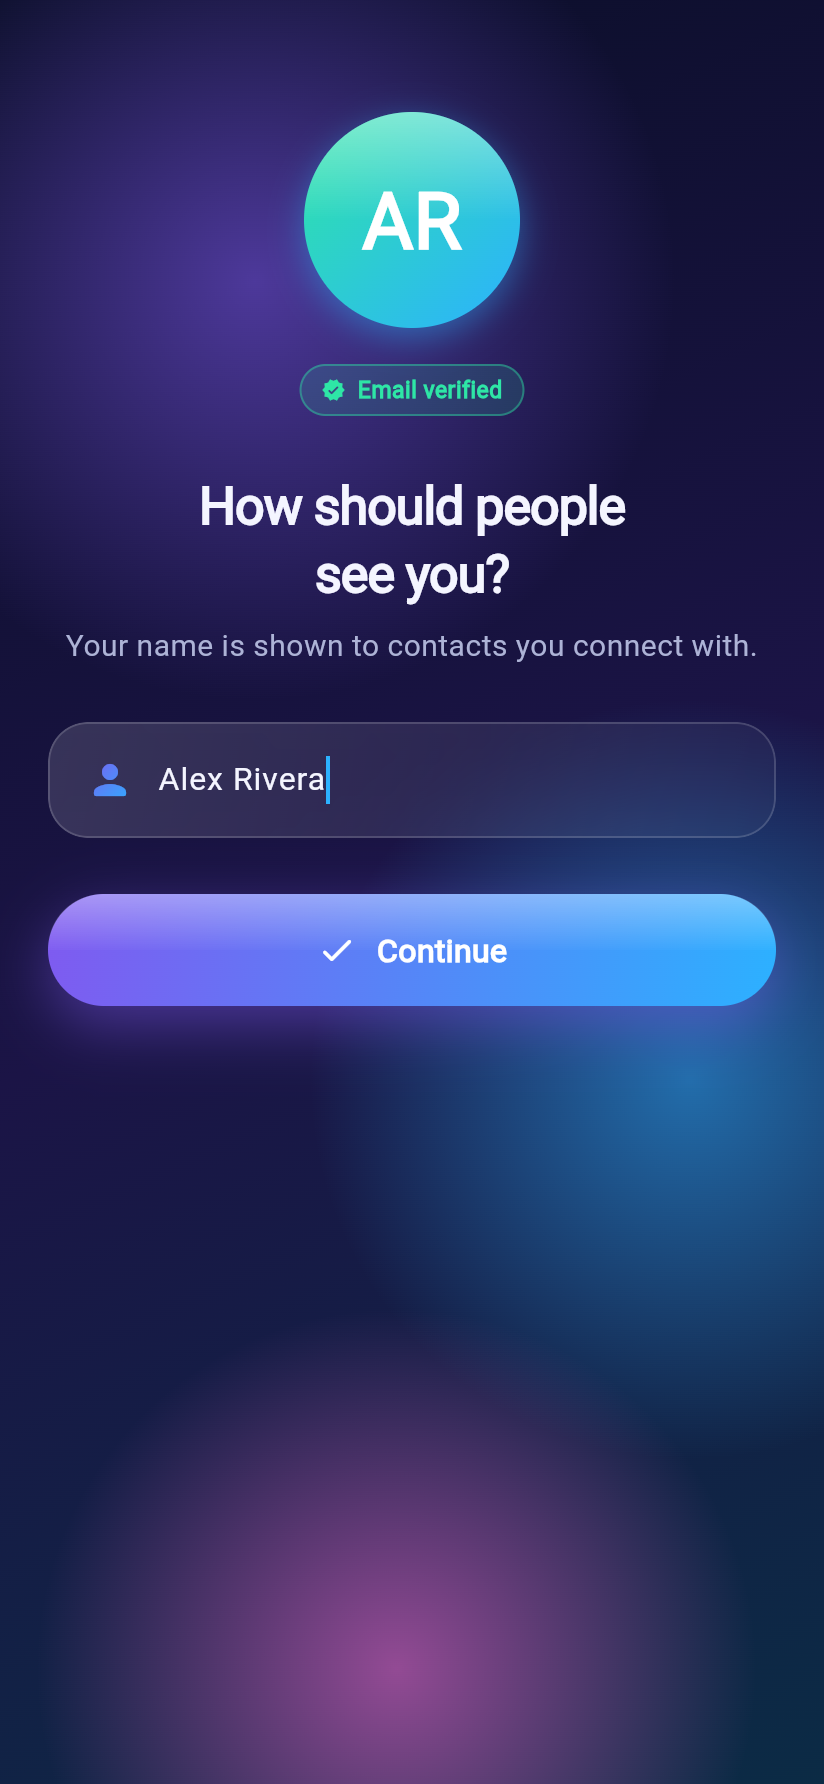 AR
Email verified
How should people
see you?
Your name is shown to contacts you connect with.
Alex Rivera
Continue